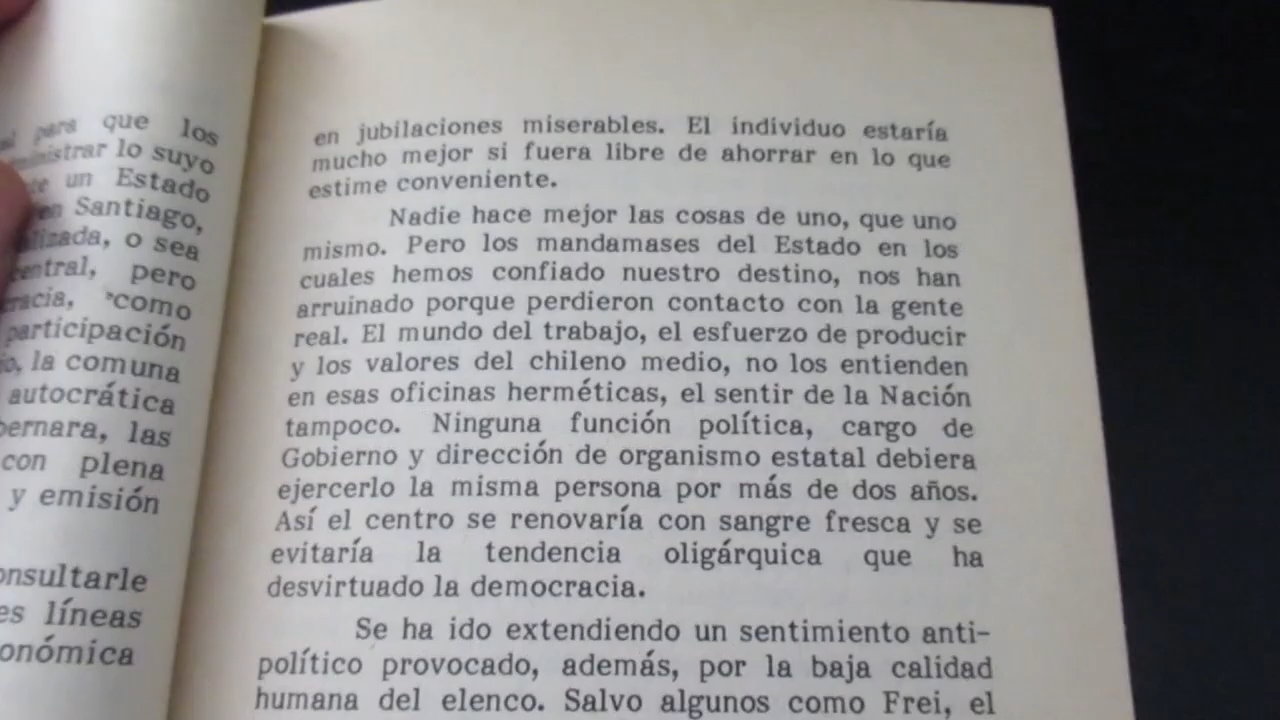 para que los
ministrar lo suyo
un Estado
en Santiago,
o sea
central, pero
"como
participación
la comuna
autocrática
las
con plena
y emisión
líneas
en jubilaciones miserables. El individuo estaría
mucho mejor si fuera libre de ahorrar en lo que
estime conveniente.
Nadie hace mejor las cosas de uno, que uno
mismo. Pero los mandamases del Estado en los
cuales hemos confiado nuestro destino, nos han
arruinado porque perdieron contacto con la gente
real. El mundo del trabajo, el esfuerzo de producir
y los valores del chileno medio, no los entienden
en esas oficinas herméticas, el sentir de la Nación
tampoco. Ninguna función política, cargo de
Gobierno y dirección de organismo estatal debiera
ejercerlo la misma persona por más de dos años.
Así el centro se renovaría con sangre fresca y se
evitaría la tendencia oligárquica que ha
desvirtuado la democracia.
Se ha ido extendiendo un sentimiento anti-
político provocado, además, por la baja calidad
humana del elenco. Salvo algunos como Frei, el